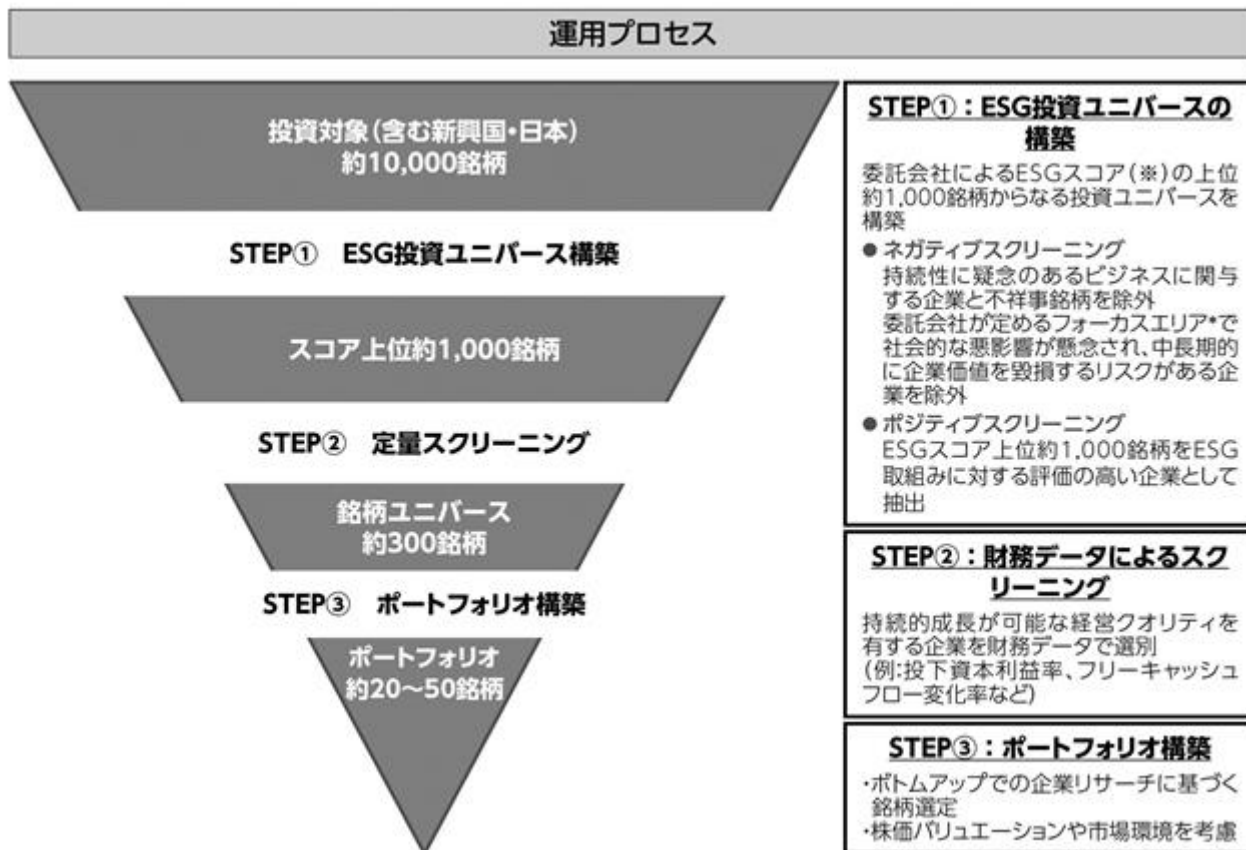 運用プロセス
投資対象(含む新興国・日本)
約10,000銘柄
STEP① ESG投資ユニバース構築
スコア上位約1,000銘柄
STEP② 定量スクリーニング
銘柄ユニバース
約300銘柄
STEP③ ポートフォリオ構築
ポートフォリオ
約20～50銘柄
STEP①：ESG投資ユニバースの
構築
委託会社によるESGスコア(※)の上位
約1,000銘柄からなる投資ユニバースを
構築
● ネガティブスクリーニング
持続性に疑念のあるビジネスに関与
する企業と不祥事銘柄を除外
委託会社が定めるフォーカスエリア*で
社会的な悪影響が懸念され、中長期的
に企業価値を毀損するリスクがある企
業を除外
● ポジティブスクリーニング
ESGスコア上位約1,000銘柄をESG
取組みに対する評価の高い企業として
抽出
STEP②：財務データによるスク
リーニング
持続的成長が可能な経営クオリティを
有する企業を財務データで選別
(例:投下資本利益率、フリーキャッシュ
フロー変化率など)
STEP③：ポートフォリオ構築
・ボトムアップでの企業リサーチに基づく
銘柄選定
・株価バリュエーションや市場環境を考慮